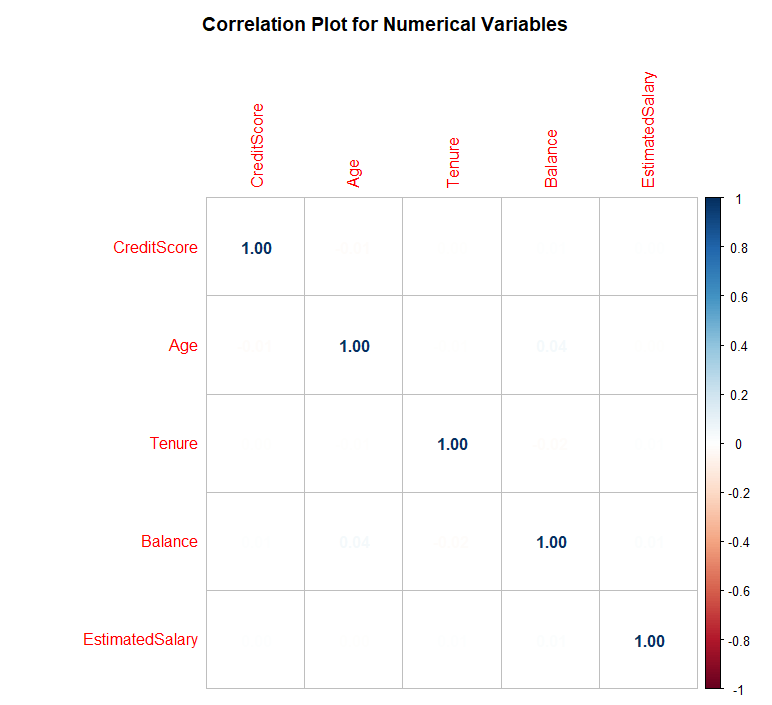 Correlation Plot for Numerical Variables
CreditScore
Age
Tenure
Balance
EstimatedSalary
1
0.8
0.6
0.4
0.2
0
-0.2
-0.4
-0.6
-0.8
-1
CreditScore 1.00
Age 1.00 0.04
Tenure 1.00
Balance 0.04 1.00
EstimatedSalary 1.00